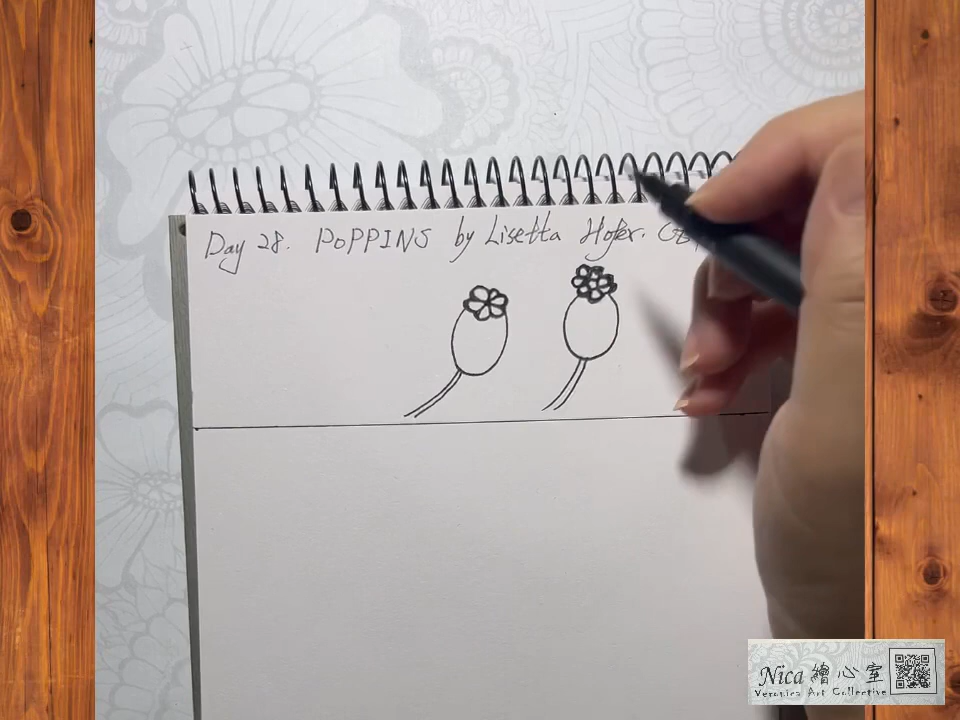 Day 28. POPPINS by Lisetta Hofer.
Nica 繪心室
Veronica Art Collective